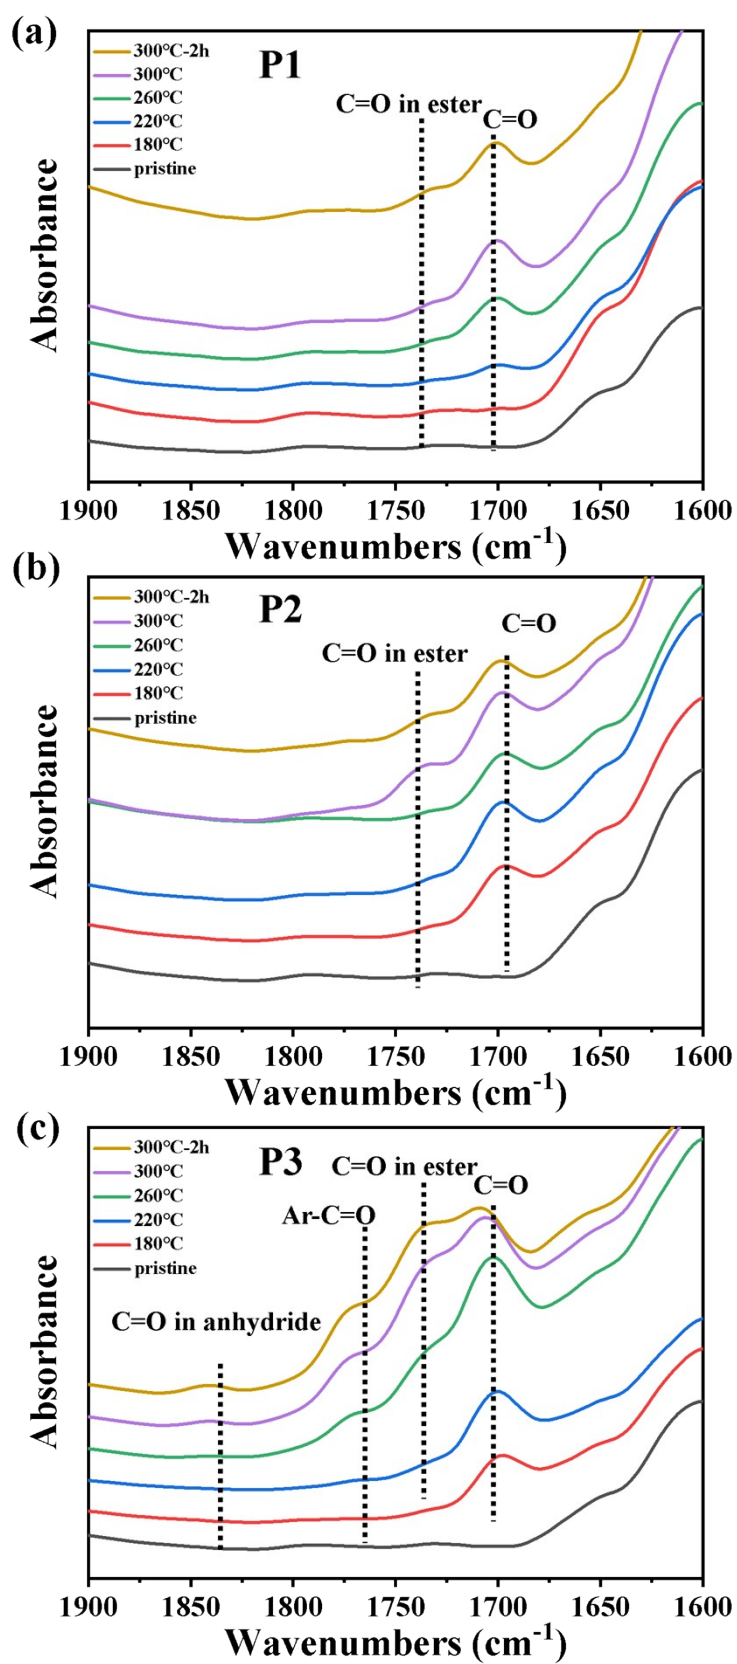 (a)
300℃-2h
300℃
260℃
220℃
180℃
pristine
P1
C=O in ester
C=O
Absorbance
1900 1850 1800 1750 1700 1650 1600
Wavenumbers (cm⁻¹)
(b)
300℃-2h
300℃
260℃
220℃
180℃
pristine
P2
C=O
C=O in ester
Absorbance
1900 1850 1800 1750 1700 1650 1600
Wavenumbers (cm⁻¹)
(c)
300℃-2h
300℃
260℃
220℃
180℃
pristine
P3
C=O in ester
C=O
Ar-C=O
C=O in anhydride
Absorbance
1900 1850 1800 1750 1700 1650 1600
Wavenumbers (cm⁻¹)